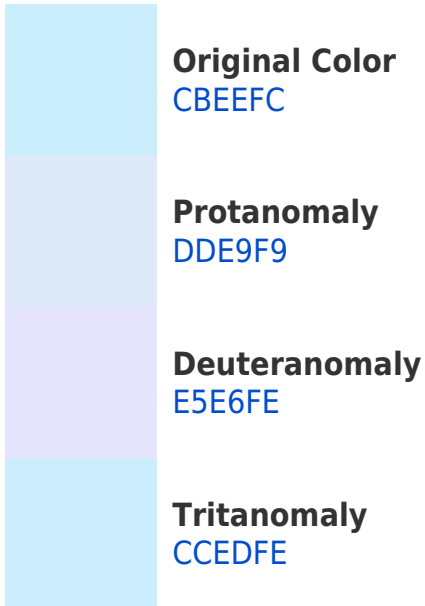 Original Color
CBEEFC
Protanomaly
DDE9F9
Deuteranomaly
E5E6FE
Tritanomaly
CCEDFE